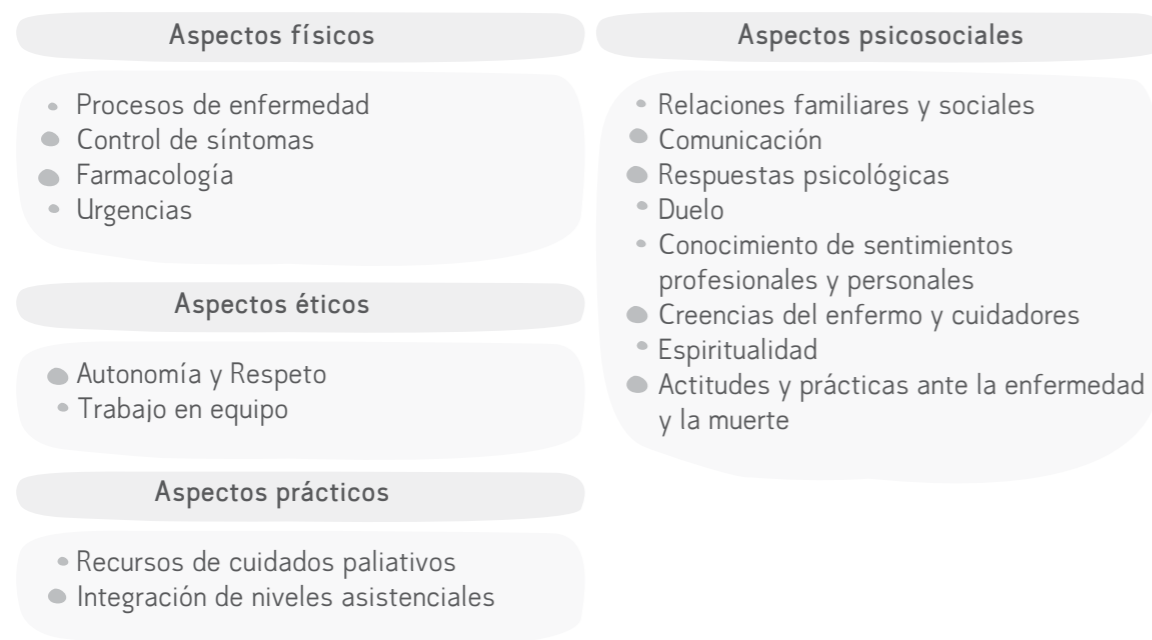 Aspectos físicos
Procesos de enfermedad
Control de síntomas
Farmacología
Urgencias
Aspectos éticos
Autonomía y Respeto
Trabajo en equipo
Aspectos prácticos
Recursos de cuidados paliativos
Integración de niveles asistenciales
Aspectos psicosociales
Relaciones familiares y sociales
Comunicación
Respuestas psicológicas
Duelo
Conocimiento de sentimientos
profesionales y personales
Creencias del enfermo y cuidadores
Espiritualidad
Actitudes y prácticas ante la enfermedad
y la muerte